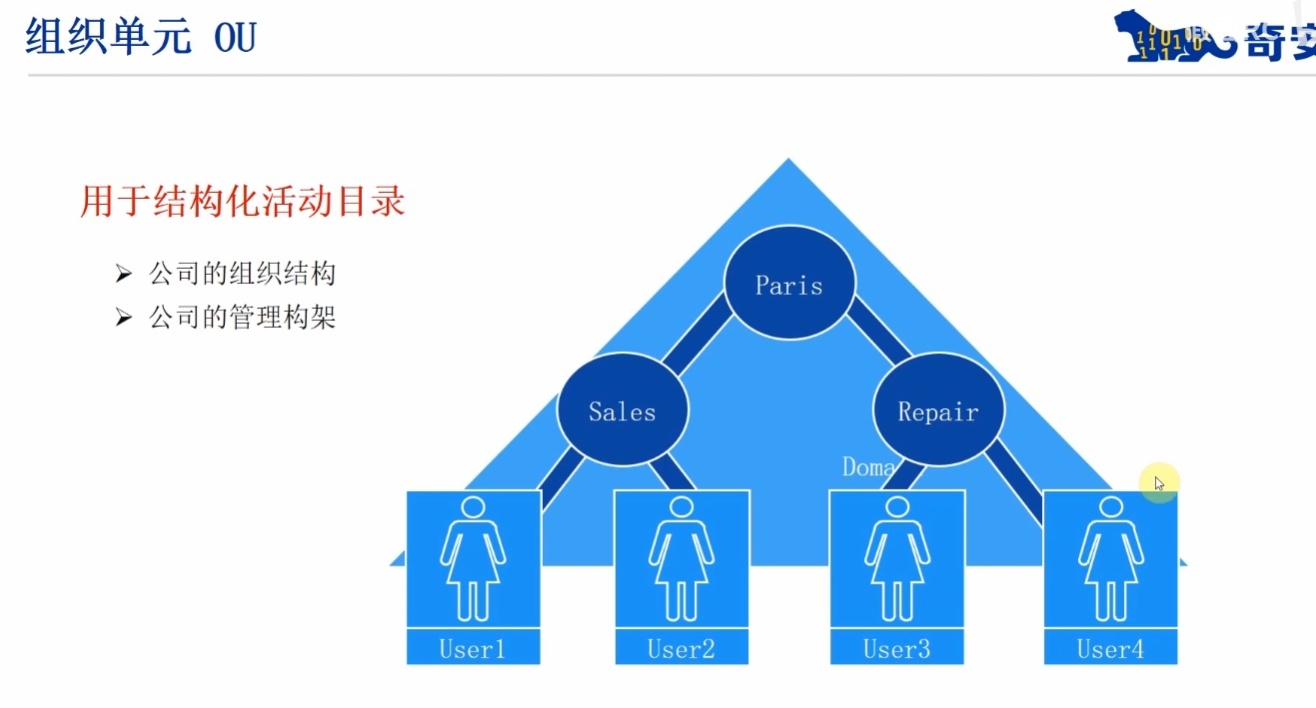 组织单元 OU
奇安
用于结构化活动目录
➢ 公司的组织结构
➢ 公司的管理构架
Paris
Sales
Repair
Doma
User1
User2
User3
User4